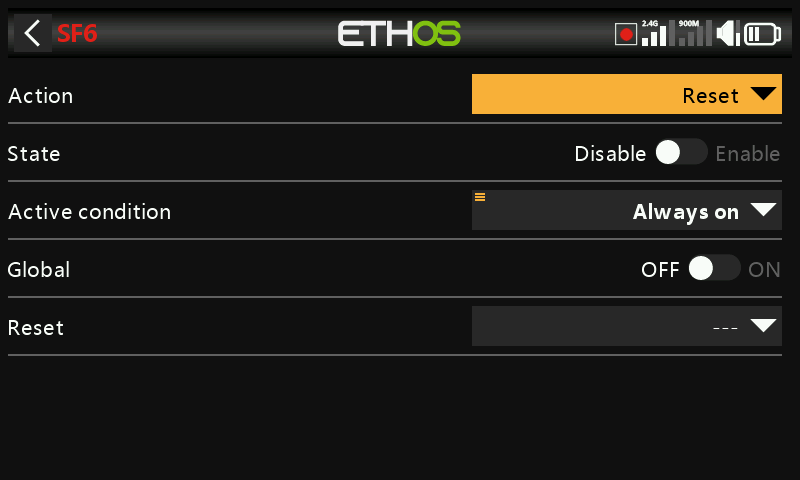 SF6 ETHOS 2.4G 900M
Action Reset
State Disable Enable
Active condition Always on
Global OFF ON
Reset ---